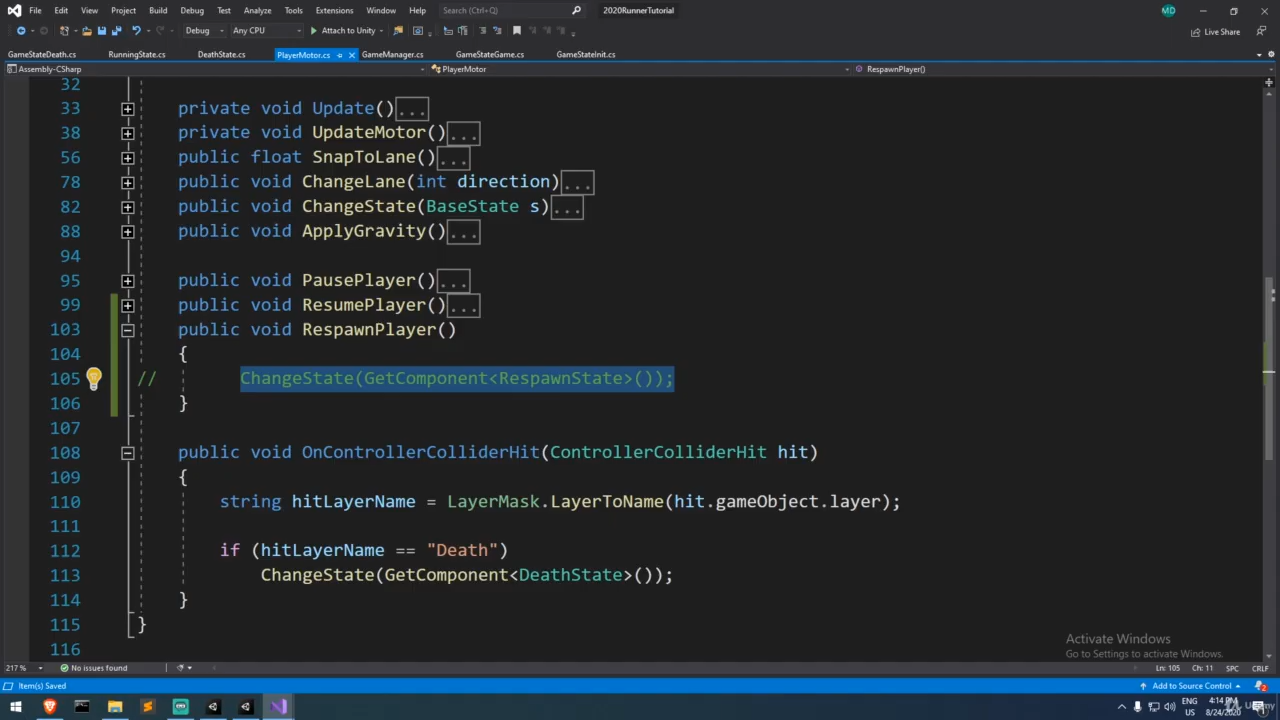 File Edit View Project Build Debug Test Analyze Tools Extensions Window Help Search (Ctrl+Q) 2020RunnerTutorial MD
Debug Any CPU Attach to Unity Live Share
GameStateDeath.cs RunningState.cs DeathState.cs PlayerMotor.cs GameManager.cs GameStateGame.cs GameStateInit.cs
Assembly-CSharp PlayerMotor RespawnPlayer()
32
33 private void Update()...
38 private void UpdateMotor()...
56 public float SnapToLane()...
78 public void ChangeLane(int direction)...
82 public void ChangeState(BaseState s)...
88 public void ApplyGravity()...
94
95 public void PausePlayer()...
99 public void ResumePlayer()...
103 public void RespawnPlayer()
104 {
105 // ChangeState(GetComponent<RespawnState>());
106 }
107
108 public void OnControllerColliderHit(ControllerColliderHit hit)
109 {
110 string hitLayerName = LayerMask.LayerToName(hit.gameObject.layer);
111
112 if (hitLayerName == "Death")
113 ChangeState(GetComponent<DeathState>());
114 }
115 }
116
Activate Windows
Go to Settings to activate Windows.
217 % No issues found Ln: 105 Ch: 11 SPC CRLF
Item(s) Saved Add to Source Control 2
ENG 4:14 PM
US 8/24/2020